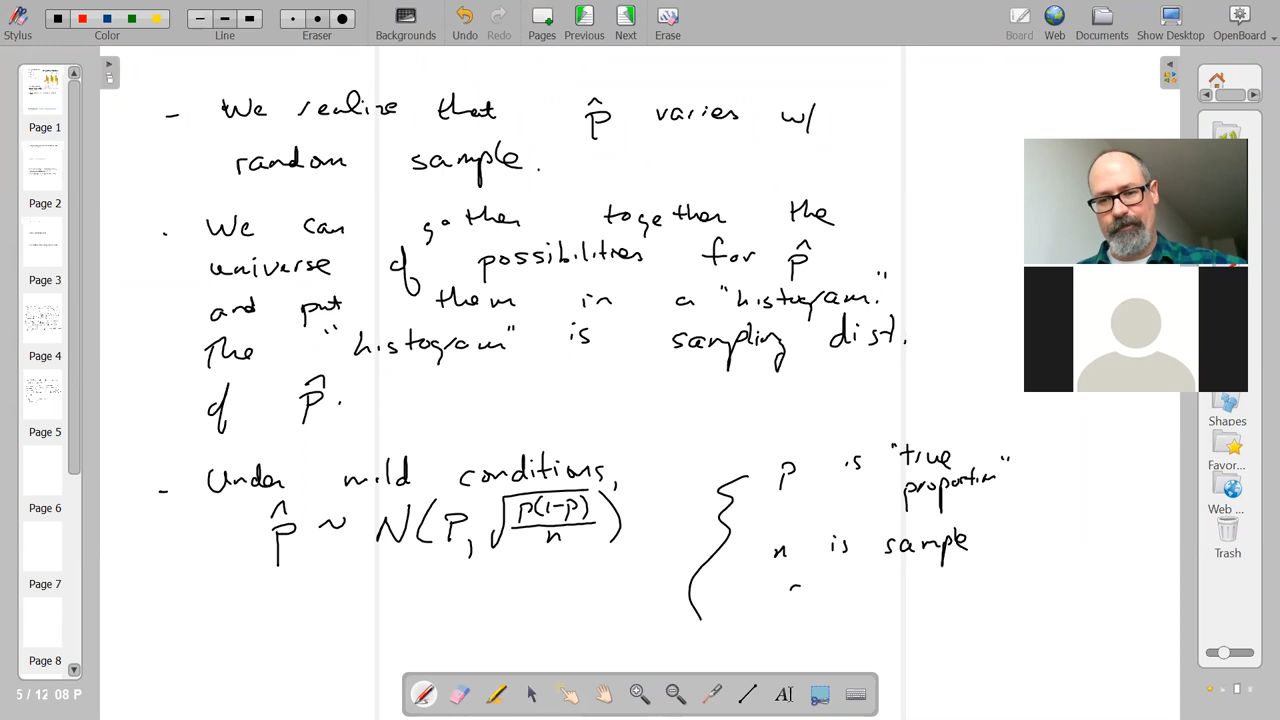 Stylus
Color
Line
Eraser
Backgrounds
Undo
Redo
Pages
Previous
Next
Erase
Board
Web
Documents
Show Desktop
OpenBoard
Page 1
Page 2
Page 3
Page 4
Page 5
Page 6
Page 7
Page 8
5 / 12 08 P
- We realize that p̂ varies w/
random sample.
. We can gather together the
universe of possibilities for p̂
and put them in a "histogram."
The "histogram" is sampling dist.
of p̂.
- Under mild conditions,
p̂ ~ N(p, √(p(1-p)/n))
p is "true
proportion"
n is sample
Shapes
Favor...
Web ...
Trash